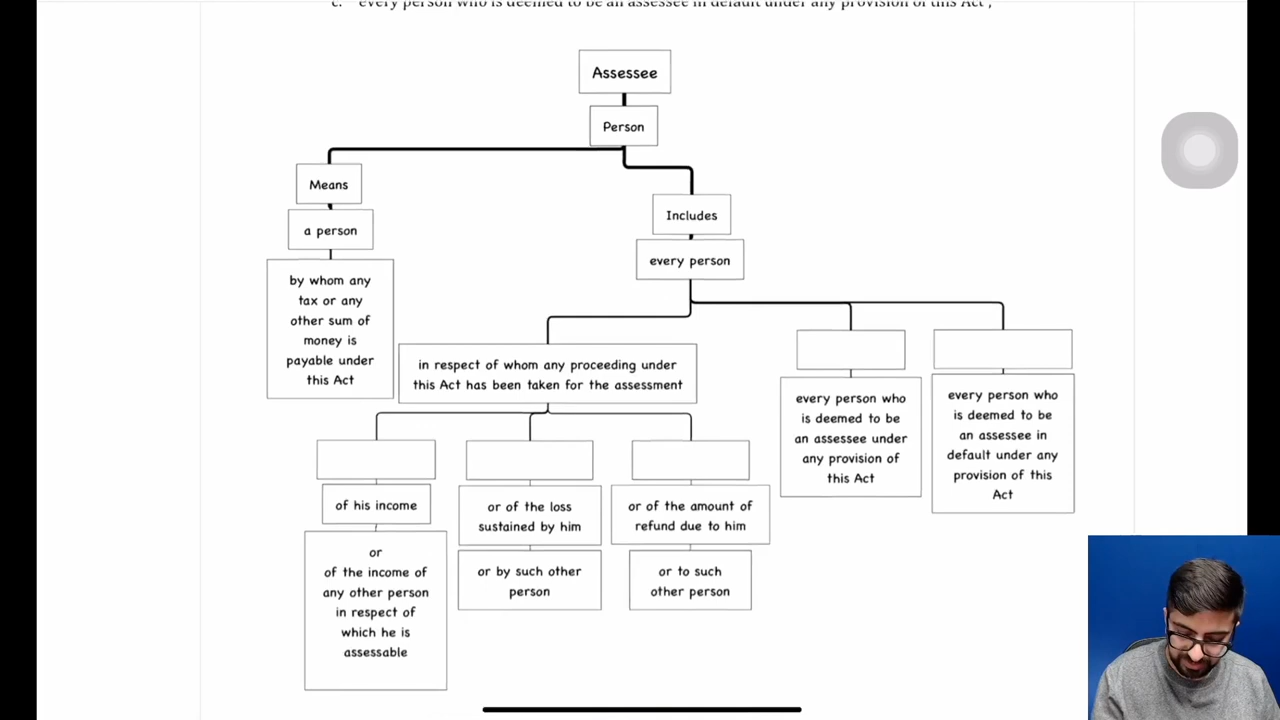 c. every person who is deemed to be an assessee in default under any provision of this Act ;
Assessee
Person
Means
a person
by whom any
tax or any
other sum of
money is
payable under
this Act
Includes
every person
in respect of whom any proceeding under
this Act has been taken for the assessment
of his income
or
of the income of
any other person
in respect of
which he is
assessable
or of the loss
sustained by him
or by such other
person
or of the amount of
refund due to him
or to such
other person
every person who
is deemed to be
an assessee under
any provision of
this Act
every person who
is deemed to be
an assessee in
default under any
provision of this
Act